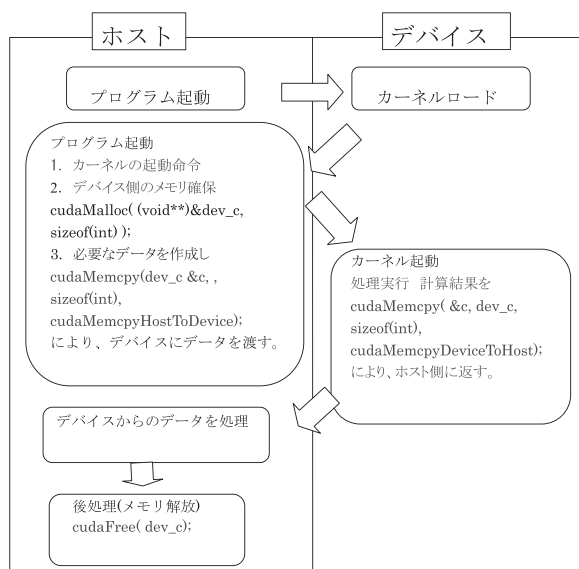 ホスト
デバイス
プログラム起動
カーネルロード
プログラム起動
1. カーネルの起動命令
2. デバイス側のメモリ確保
cudaMalloc( (void**)&dev_c,
sizeof(int) );
3. 必要なデータを作成し
cudaMemcpy(dev_c &c, ,
sizeof(int),
cudaMemcpyHostToDevice);
により、デバイスにデータを渡す。
カーネル起動
処理実行 計算結果を
cudaMemcpy( &c, dev_c,
sizeof(int),
cudaMemcpyDeviceToHost);
により、ホスト側に返す。
デバイスからのデータを処理
後処理(メモリ解放)
cudaFree( dev_c);